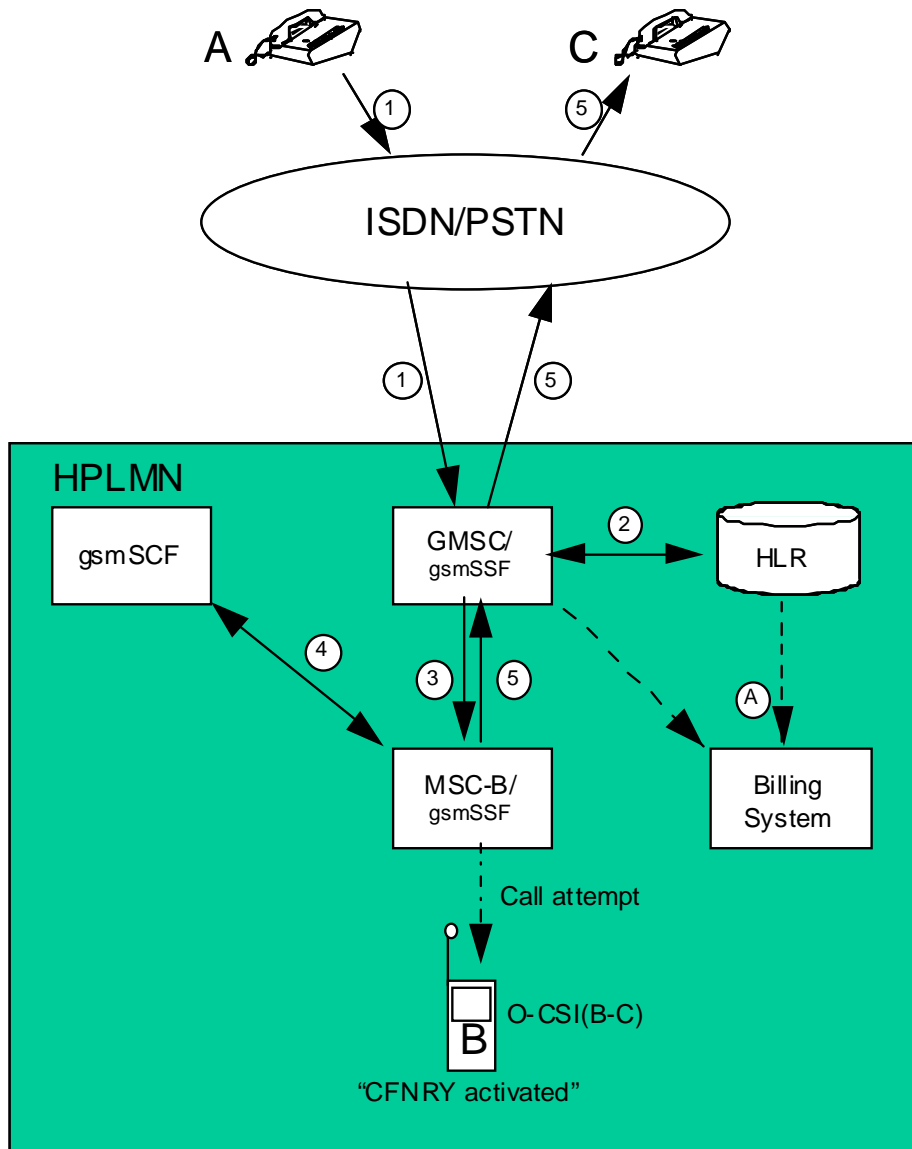 A
C
1
5
ISDN/PSTN
1
5
HPLMN
gsmSCF
GMSC/
gsmSSF
2
HLR
4
3
5
A
MSC-B/
gsmSSF
Billing
System
Call attempt
O-CSI(B-C)
B
“CFNRY activated”